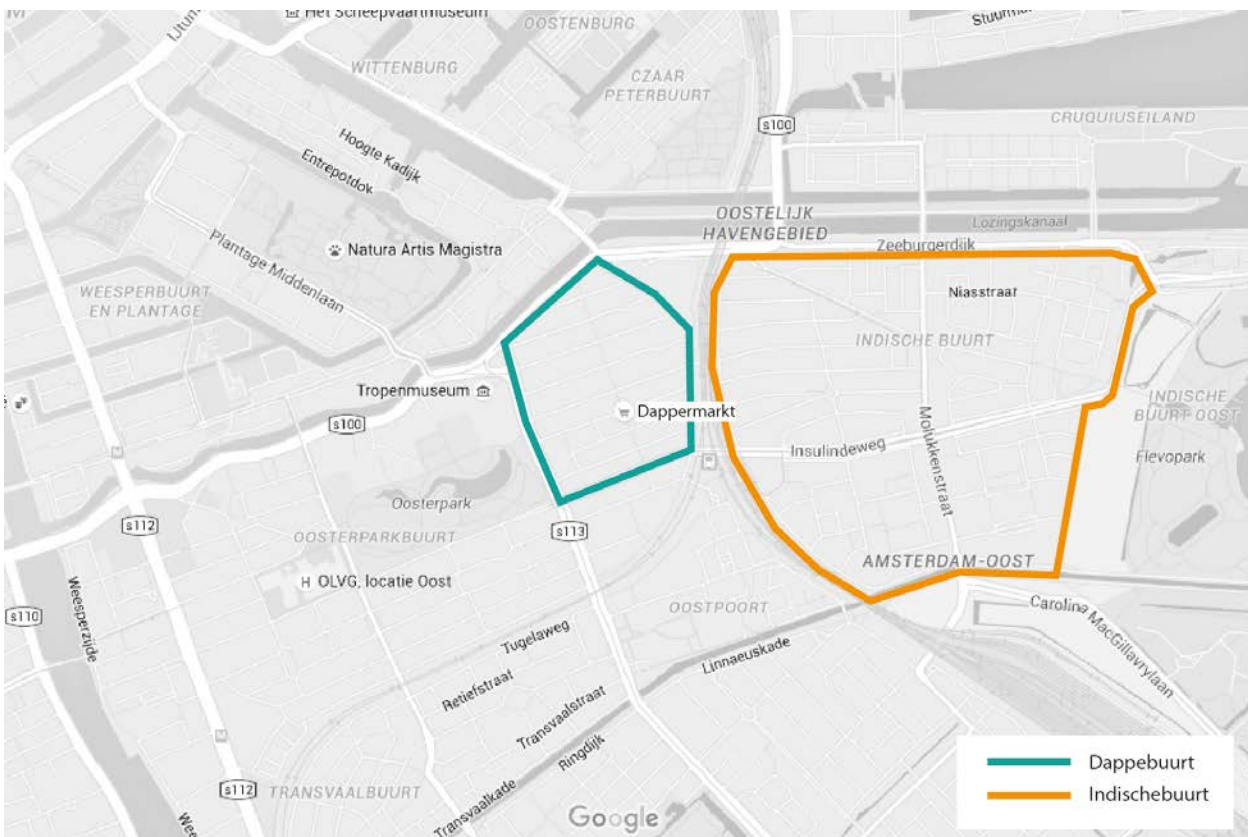 Het Scheepvaartmuseum
OOSTENBURG
IJtun
WITTENBURG
CZAAR
PETERBUURT
s100
CRUQUIUSEILAND
Hoogte Kadijk
Entrepotdok
OOSTELIJK
HAVENGEBIED
Lozingskanaal
Zeeburgerdijk
Natura Artis Magistra
Plantage Middenlaan
WEESPERBUURT
EN PLANTAGE
Niasstraat
INDISCHE BUURT
Tropenmuseum
INDISCHE
BUURT OOST
Dappermarkt
s100
Insulindeweg
Molukkenstraat
Flevopark
Oosterpark
s112
OOSTERPARKBUURT
s113
AMSTERDAM-OOST
H OLVG, locatie Oost
Weesperzijde
OOSTPOORT
Carolina MacGillavrylaan
s110
Tugelaweg
Linnaeuskade
Retiefstraat
Transvaalstraat
Ringdijk
Transvaalkade
s112
TRANSVAALBUURT
Google
Dappebuurt
Indischebuurt